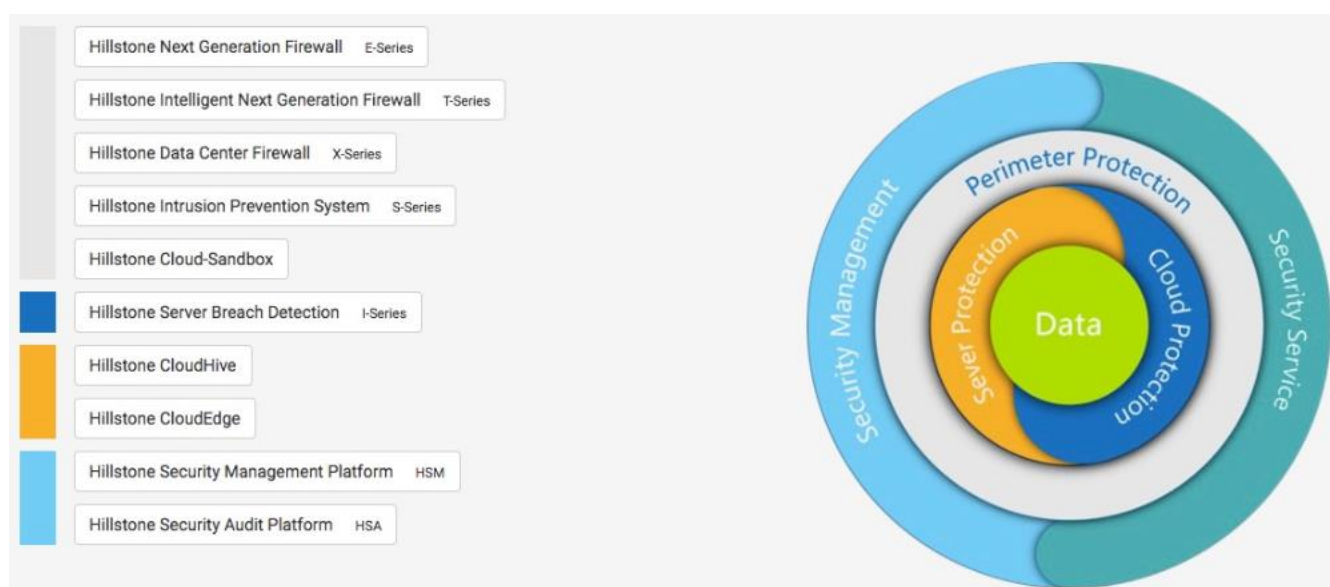 Hillstone Next Generation Firewall E-Series
Hillstone Intelligent Next Generation Firewall T-Series
Hillstone Data Center Firewall X-Series
Hillstone Intrusion Prevention System S-Series
Hillstone Cloud-Sandbox
Hillstone Server Breach Detection I-Series
Hillstone CloudHive
Hillstone CloudEdge
Hillstone Security Management Platform HSM
Hillstone Security Audit Platform HSA
Security Management
Perimeter Protection
Security Service
Sever Protection
Cloud Protection
Data